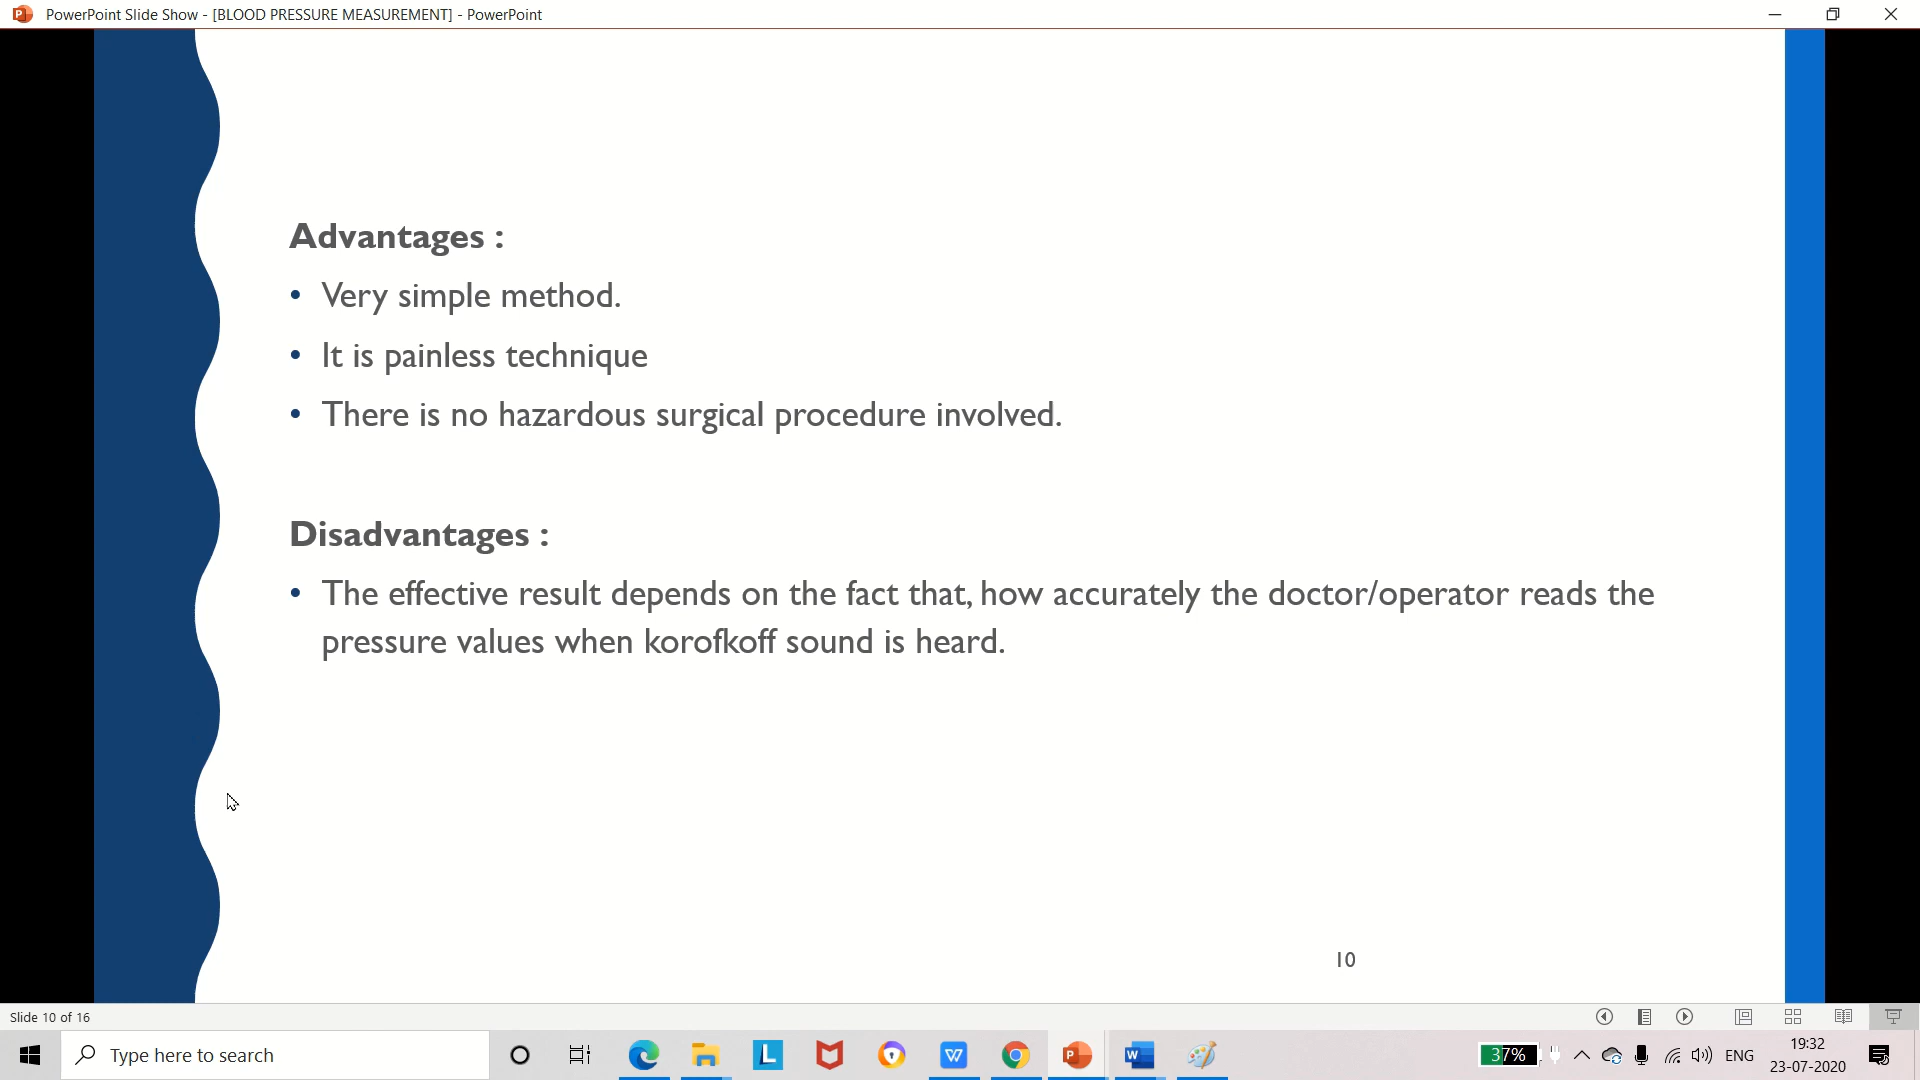 PowerPoint Slide Show - [BLOOD PRESSURE MEASUREMENT] - PowerPoint
Advantages :
• Very simple method.
• It is painless technique
• There is no hazardous surgical procedure involved.
Disadvantages :
• The effective result depends on the fact that, how accurately the doctor/operator reads the
pressure values when korofkoff sound is heard.
10
Slide 10 of 16
Type here to search
37%
ENG
19:32
23-07-2020